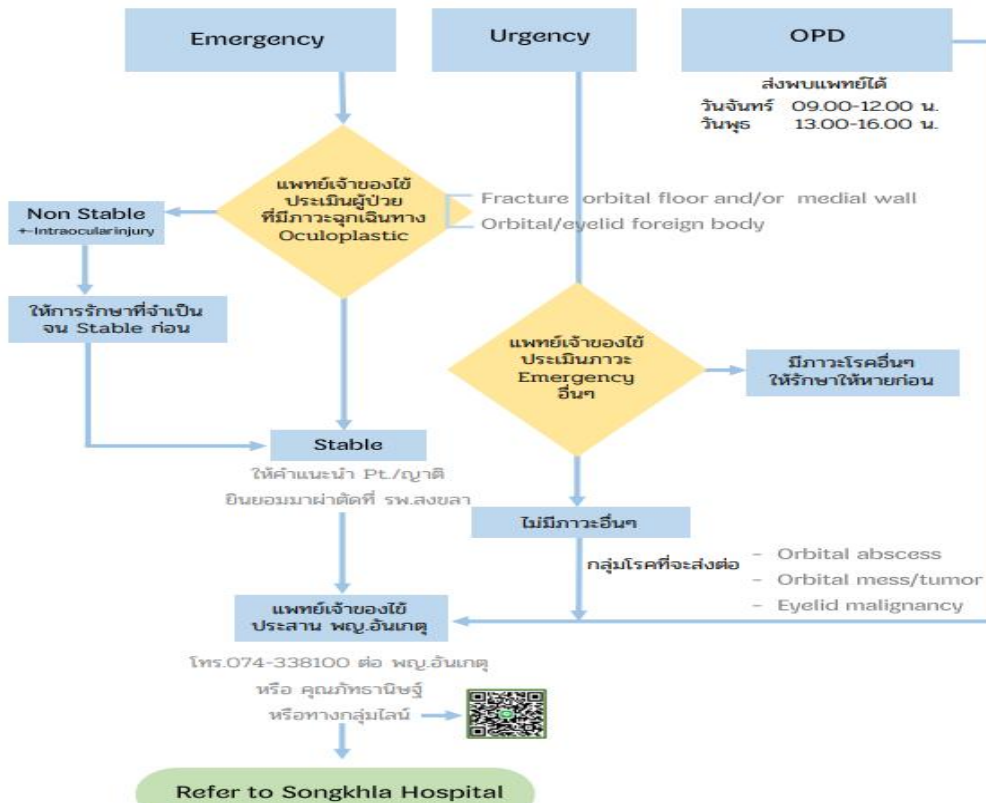 Emergency
Urgency
OPD
ส่งพบแพทย์ได้
วันจันทร์ 09.00-12.00 น.
วันพุธ 13.00-16.00 น.
แพทย์เจ้าของไข้
ประเมินผู้ป่วย
ที่มีภาวะฉุกเฉินทาง
Oculoplastic
Fracture orbital floor and/or medial wall
Orbital/eyelid foreign body
Non Stable
+-Intraocularinjury
ให้การรักษาที่จำเป็น
จน Stable ก่อน
แพทย์เจ้าของไข้
ประเมินภาวะ
Emergency
อื่นๆ
มีภาวะโรคอื่นๆ
ให้รักษาให้หายก่อน
Stable
ให้คำแนะนำ Pt./ญาติ
ยินยอมมาผ่าตัดที่ รพ.สงขลา
ไม่มีภาวะอื่นๆ
กลุ่มโรคที่จะส่งต่อ
- Orbital abscess
- Orbital mess/tumor
- Eyelid malignancy
แพทย์เจ้าของไข้
ประสาน พญ.อันเกตุ
โทร.074-338100 ต่อ พญ.อันเกตุ
หรือ คุณภัทธานิษฐ์
หรือทางกลุ่มไลน์
Refer to Songkhla Hospital